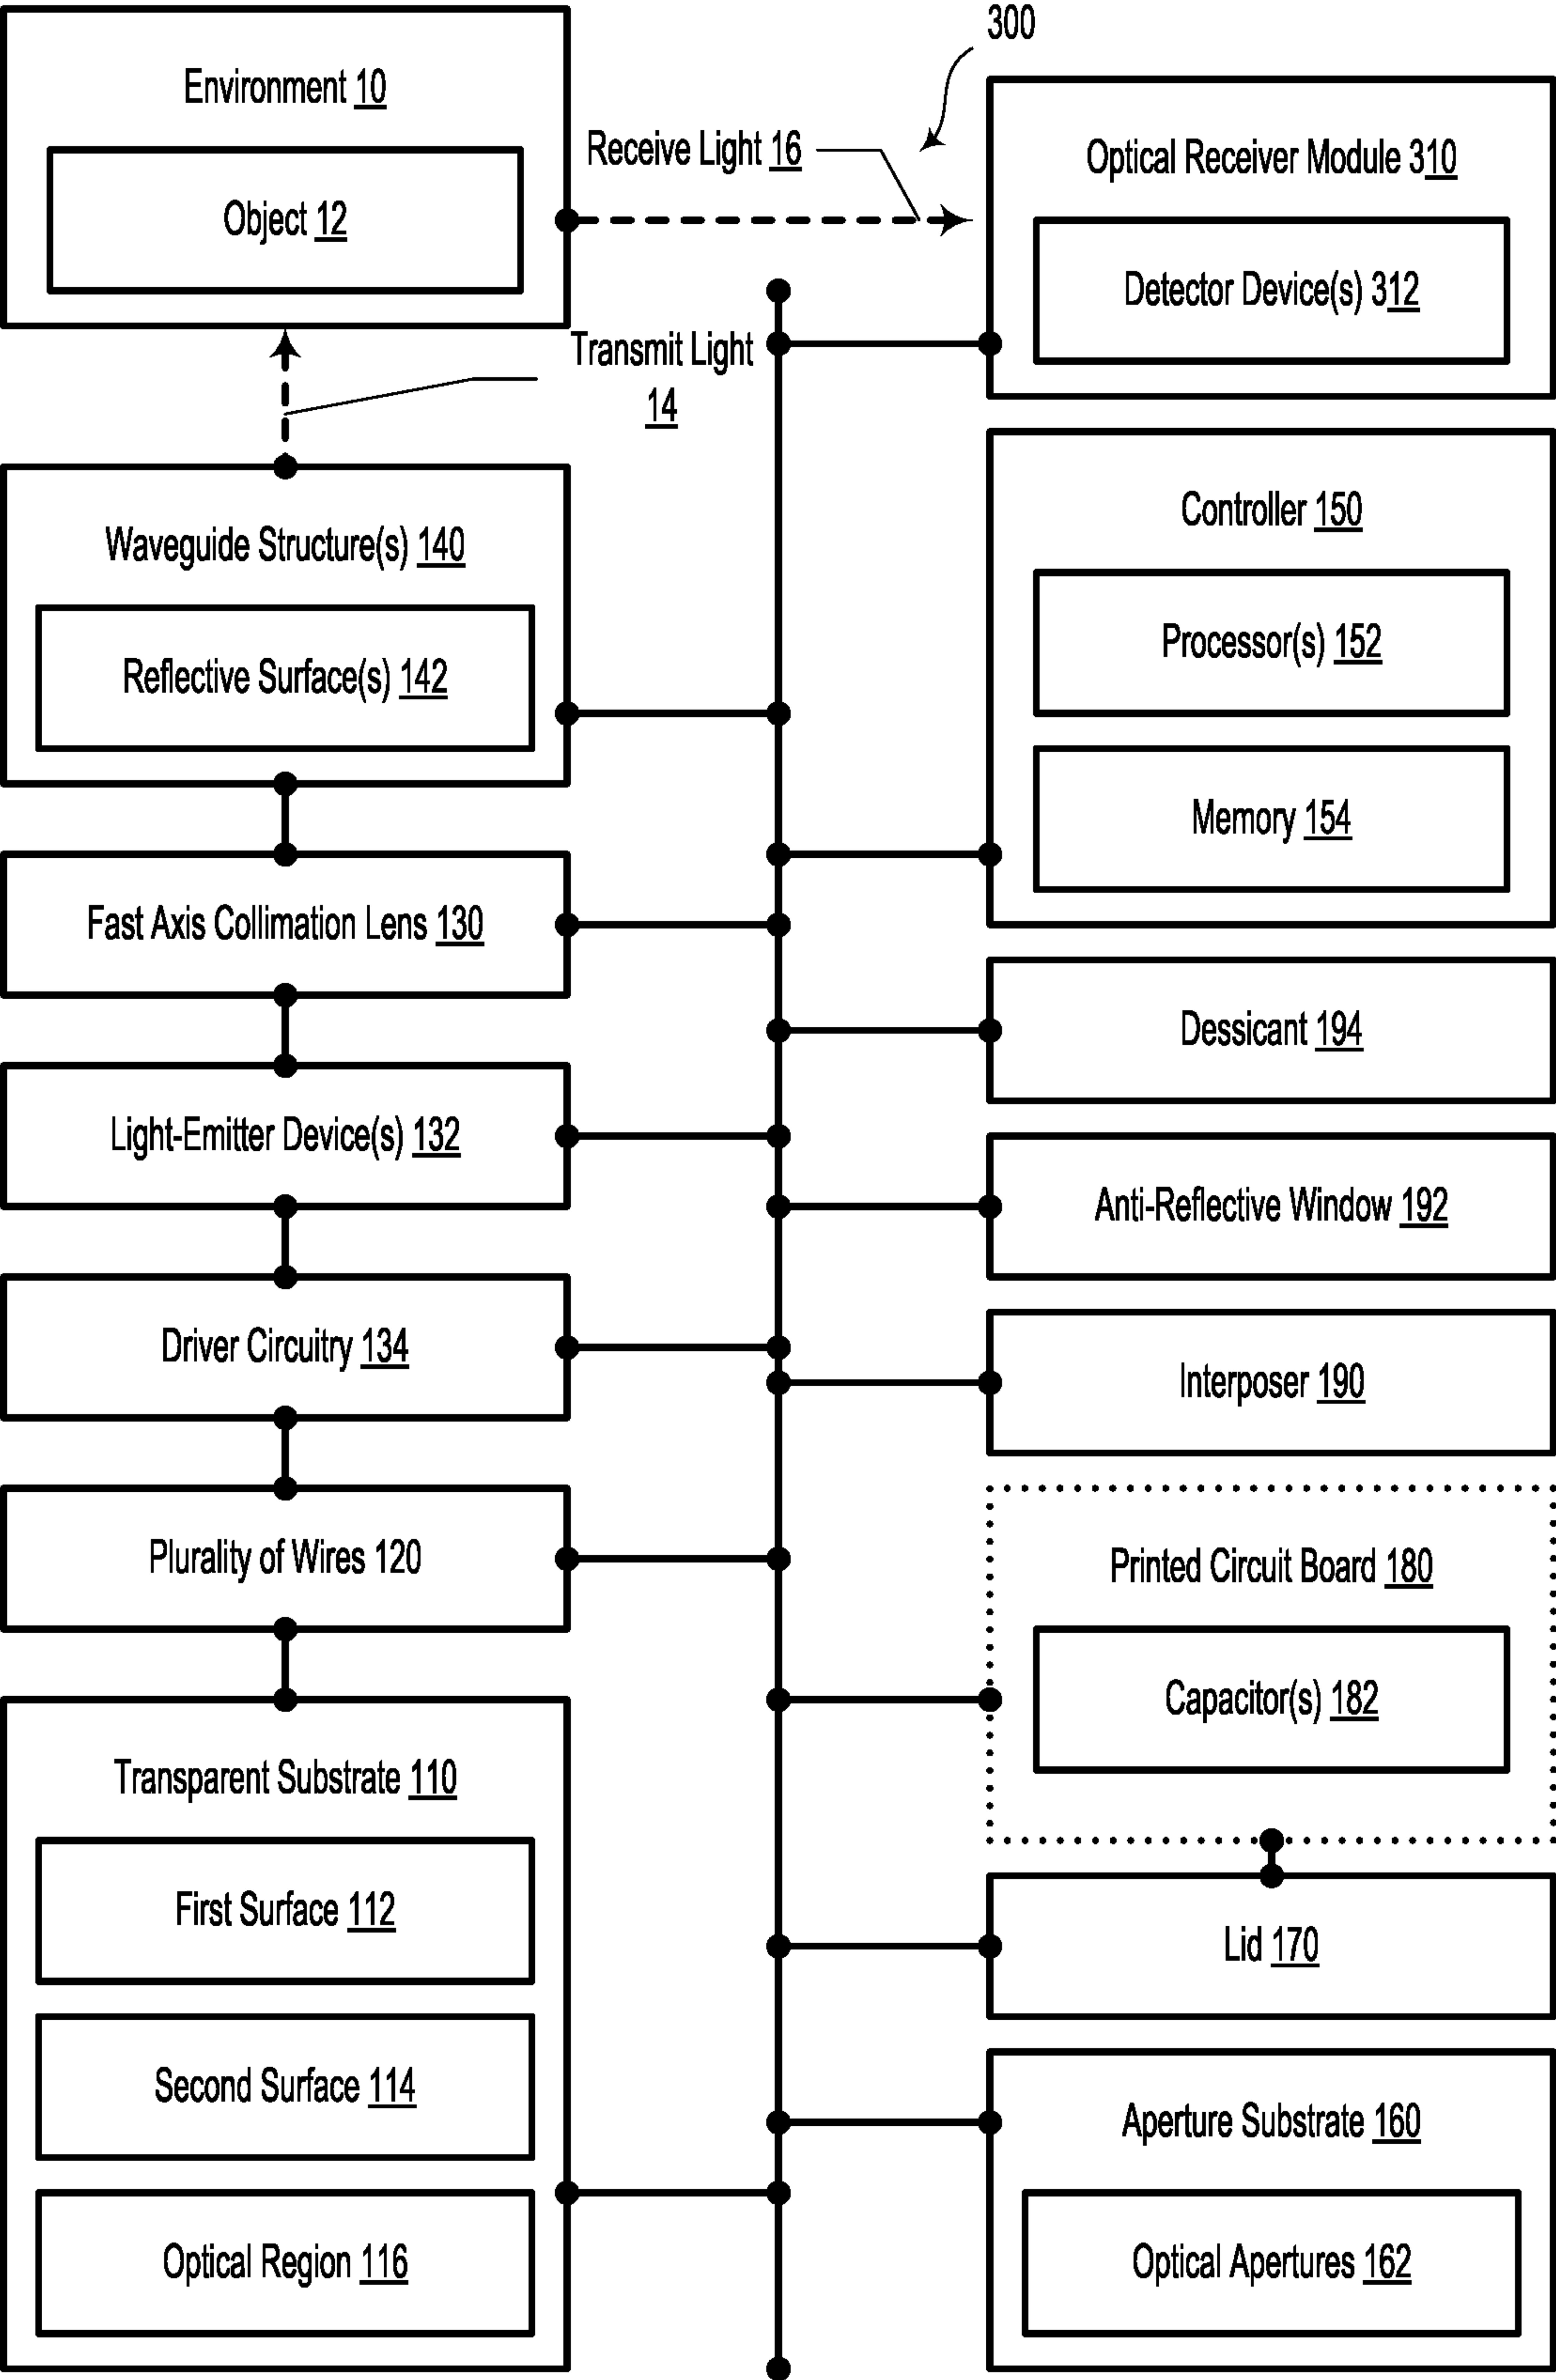 300
Environment 10
Object 12
Receive Light 16
Optical Receiver Module 310
Detector Device(s) 312
Transmit Light
14
Waveguide Structure(s) 140
Reflective Surface(s) 142
Fast Axis Collimation Lens 130
Light-Emitter Device(s) 132
Driver Circuitry 134
Plurality of Wires 120
Transparent Substrate 110
First Surface 112
Second Surface 114
Optical Region 116
Controller 150
Processor(s) 152
Memory 154
Dessicant 194
Anti-Reflective Window 192
Interposer 190
Printed Circuit Board 180
Capacitor(s) 182
Lid 170
Aperture Substrate 160
Optical Apertures 162